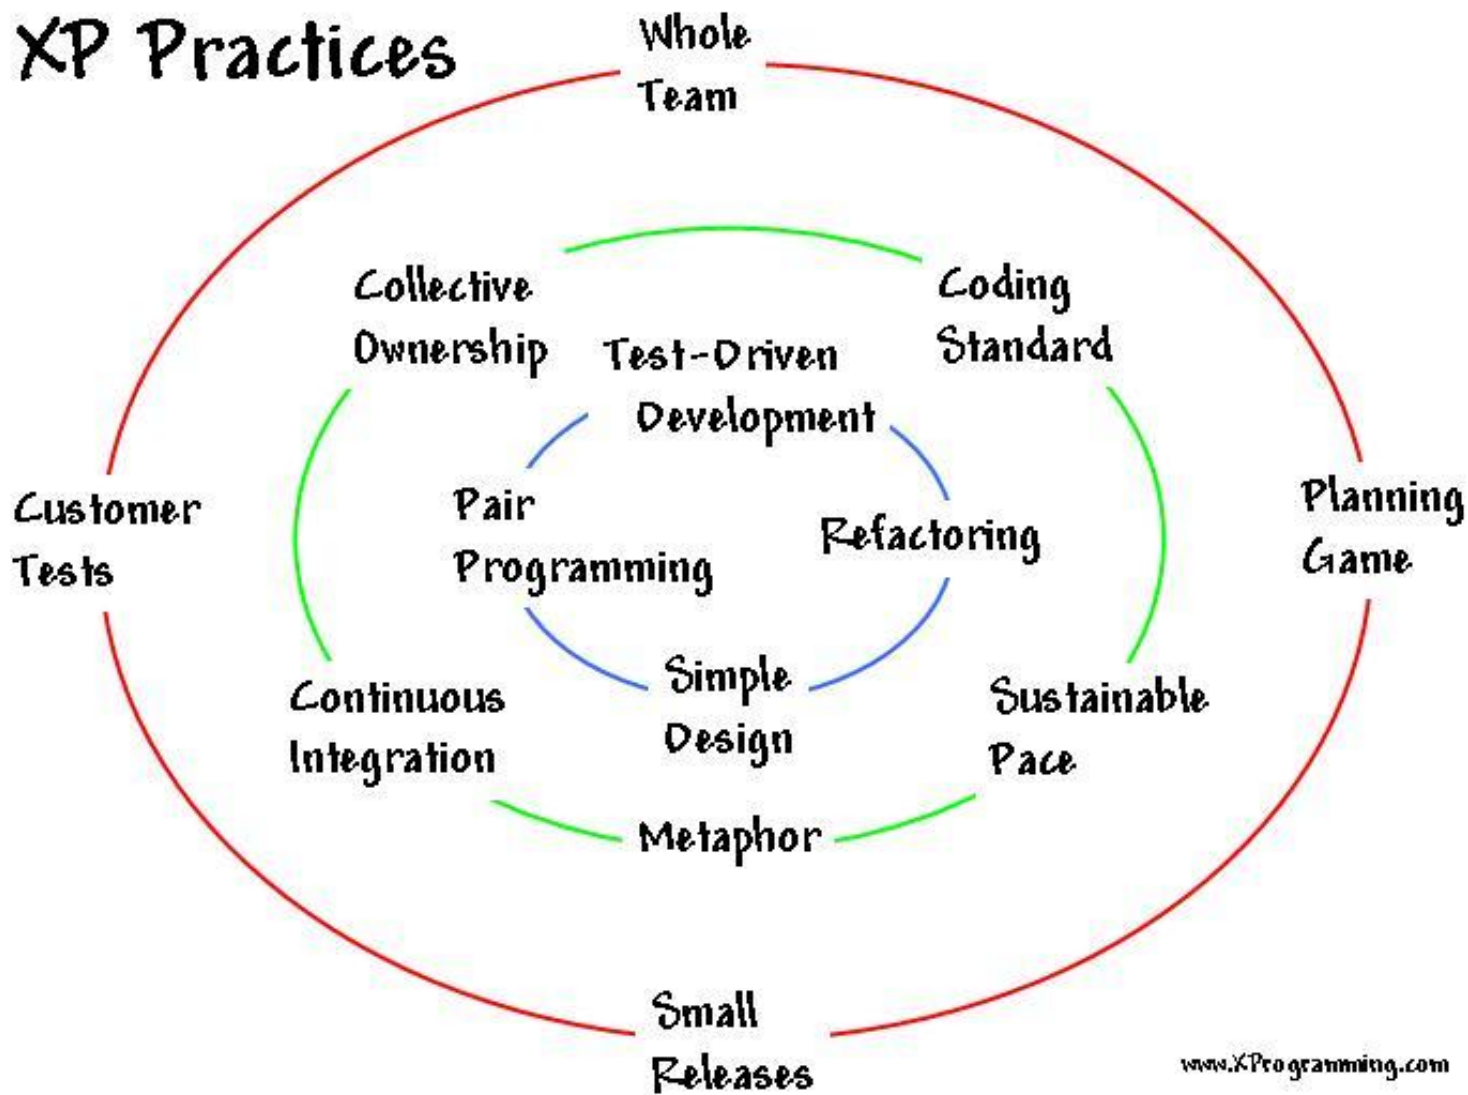 XP Practices
Whole
Team
Collective
Ownership
Coding
Standard
Test-Driven
Development
Customer
Tests
Pair
Programming
Refactoring
Planning
Game
Continuous
Integration
Simple
Design
Sustainable
Pace
Metaphor
Small
Releases
www.XProgramming.com